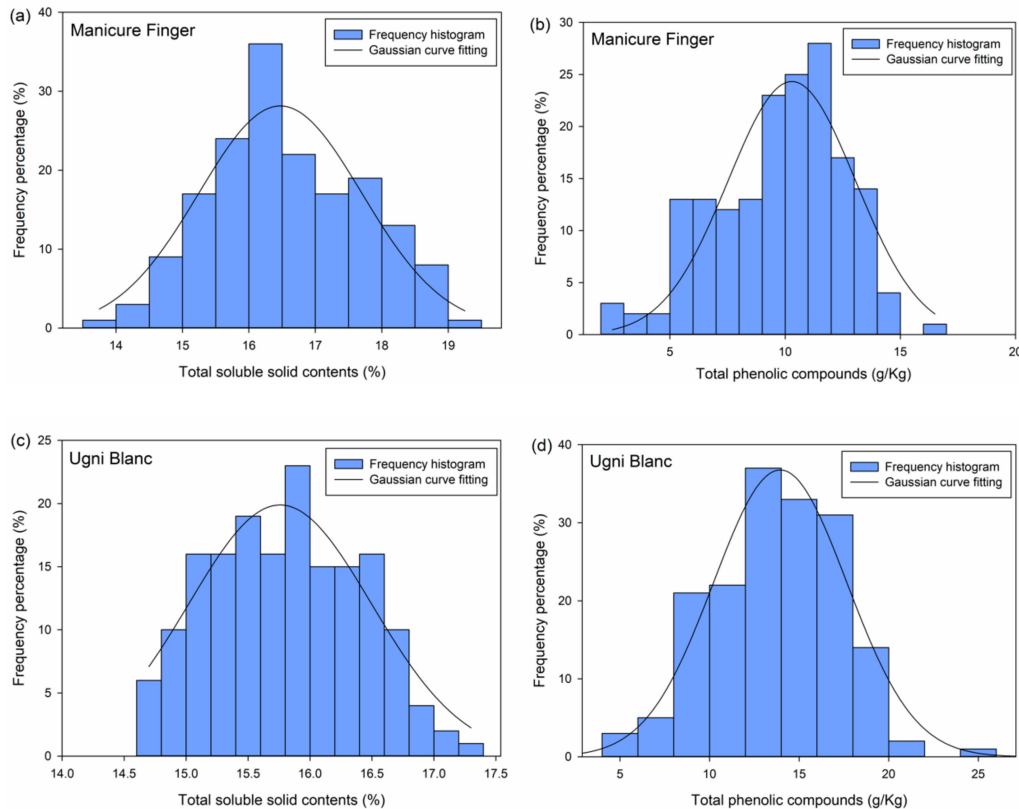 (a)
Manicure Finger
Frequency histogram
Gaussian curve fitting
Frequency percentage (%)
40
30
20
10
0
14 15 16 17 18 19
Total soluble solid contents (%)
(b)
Manicure Finger
Frequency histogram
Gaussian curve fitting
Frequency percentage (%)
30
25
20
15
10
5
0
5 10 15 20
Total phenolic compounds (g/Kg)
(c)
Ugni Blanc
Frequency histogram
Gaussian curve fitting
Frequency percentage (%)
25
20
15
10
5
0
14.0 14.5 15.0 15.5 16.0 16.5 17.0 17.5
Total soluble solid contents (%)
(d)
Ugni Blanc
Frequency histogram
Gaussian curve fitting
Frequency percentage (%)
40
30
20
10
0
5 10 15 20 25
Total phenolic compounds (g/Kg)